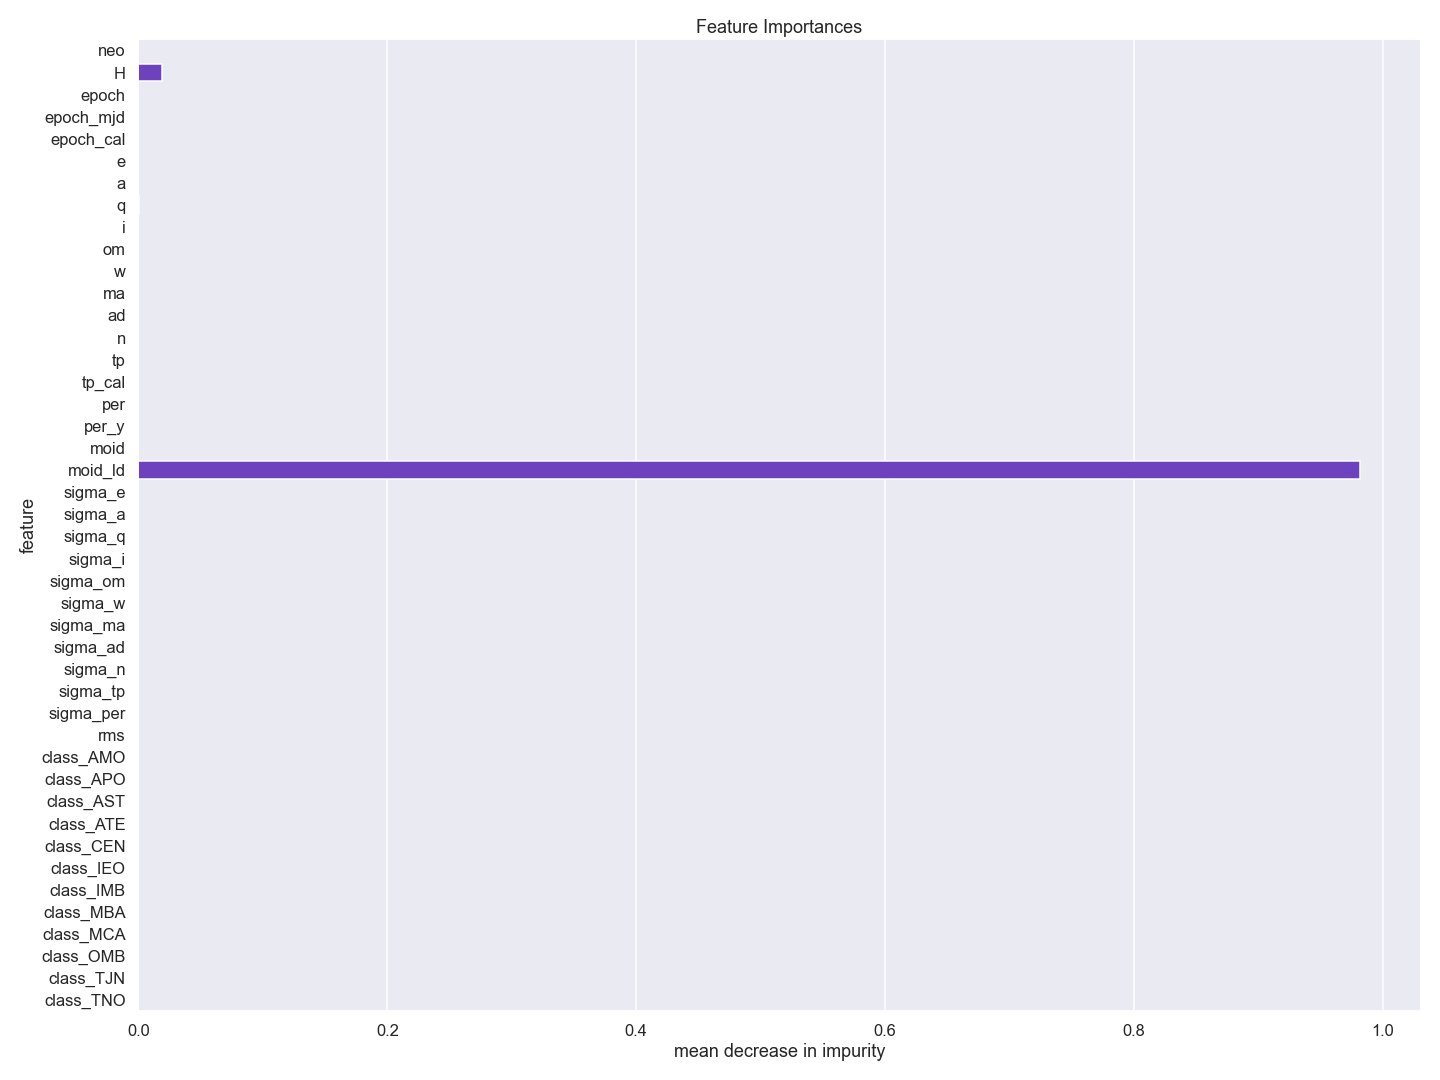 Feature Importances
neo
H
epoch
epoch_mjd
epoch_cal
e
a
q
i
om
w
ma
ad
n
tp
tp_cal
per
per_y
moid
moid_ld
sigma_e
sigma_a
sigma_q
sigma_i
sigma_om
sigma_w
sigma_ma
sigma_ad
sigma_n
sigma_tp
sigma_per
rms
class_AMO
class_APO
class_AST
class_ATE
class_CEN
class_IEO
class_IMB
class_MBA
class_MCA
class_OMB
class_TJN
class_TNO
feature
0.0 0.2 0.4 0.6 0.8 1.0
mean decrease in impurity